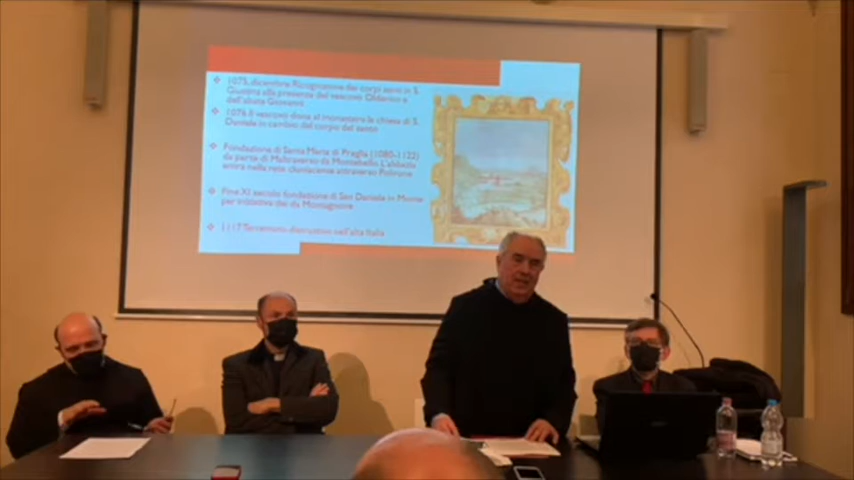 1075, dicembre Ricognizione dei corpi santi in S.
Giustina alla presente del vescovo Olderico e
dell'abate Giovanni
1076 il vescovo dona al monastero la chiesa di S.
Daniele in cambio del corpo del santo
Fondazione di Santa Maria di Praglia (1080-1122)
da parte di Maltraverso da Montebello L'abbazia
entra nella rete cluniacense attraverso Polirone
Fine XI secolo fondazione di San Daniele in Monte
per iniziativa dei da Montagnone
1117 Terremoto distruttivo nell'alta Italia